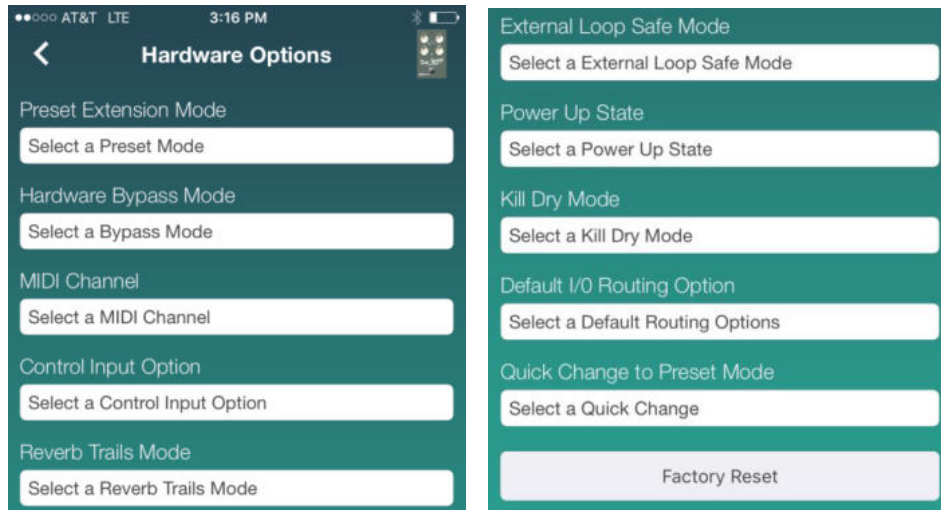 AT&T LTE 3:16 PM
Hardware Options
Preset Extension Mode
Select a Preset Mode
Hardware Bypass Mode
Select a Bypass Mode
MIDI Channel
Select a MIDI Channel
Control Input Option
Select a Control Input Option
Reverb Trails Mode
Select a Reverb Trails Mode
External Loop Safe Mode
Select a External Loop Safe Mode
Power Up State
Select a Power Up State
Kill Dry Mode
Select a Kill Dry Mode
Default I/0 Routing Option
Select a Default Routing Options
Quick Change to Preset Mode
Select a Quick Change
Factory Reset